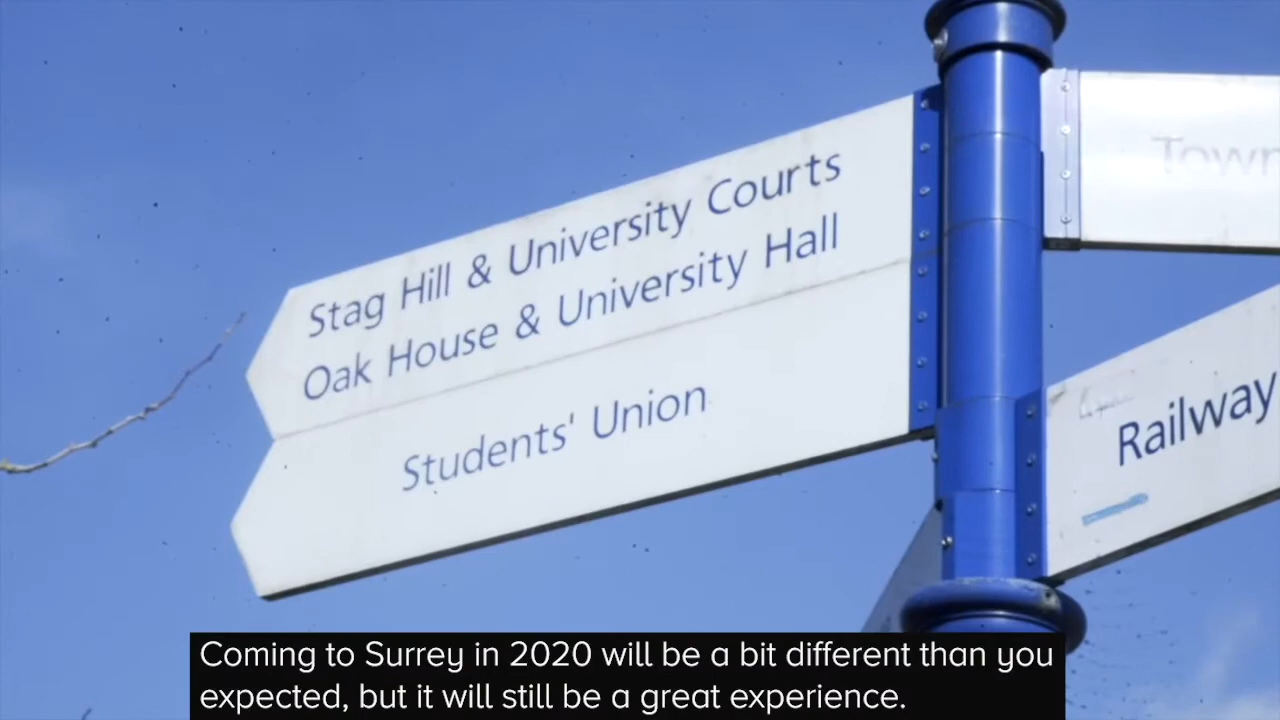 Stag Hill & University Courts
Oak House & University Hall
Students' Union
Town
Railway
Coming to Surrey in 2020 will be a bit different than you
expected, but it will still be a great experience.